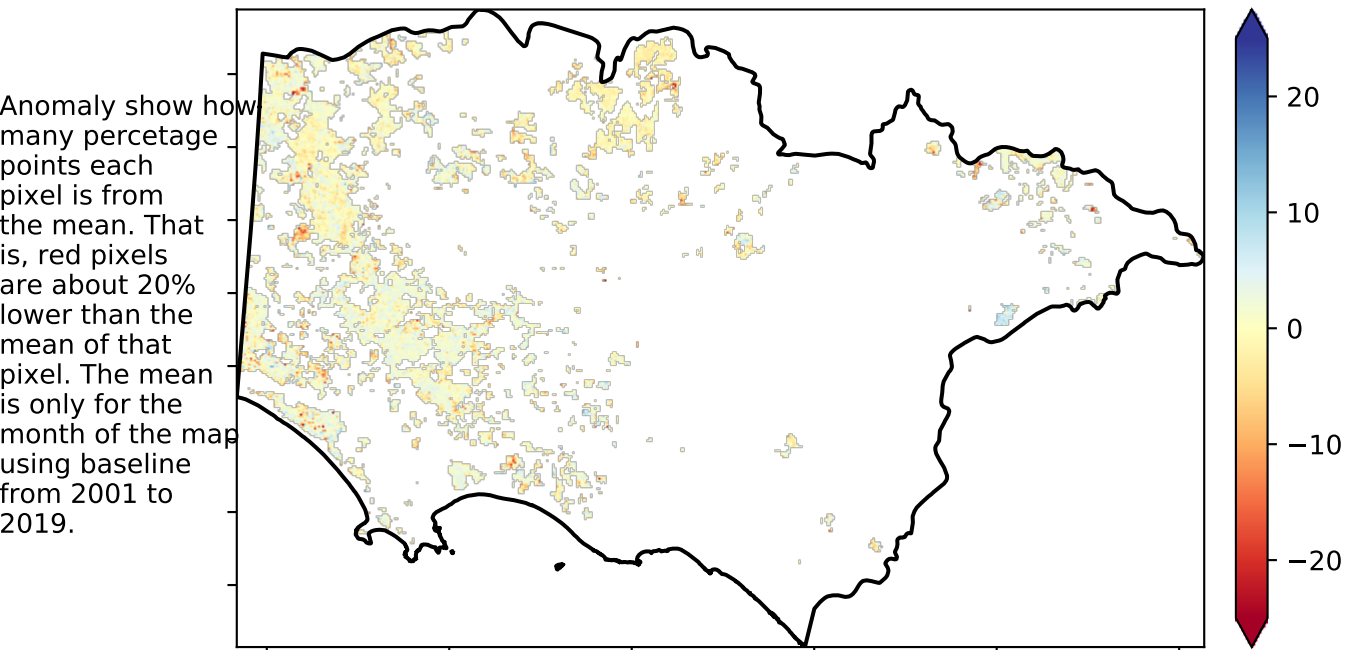 Anomaly show how
many percetage
points each
pixel is from
the mean. That
is, red pixels
are about 20%
lower than the
mean of that
pixel. The mean
is only for the
month of the map
using baseline
from 2001 to
2019.
20
10
0
−10
−20